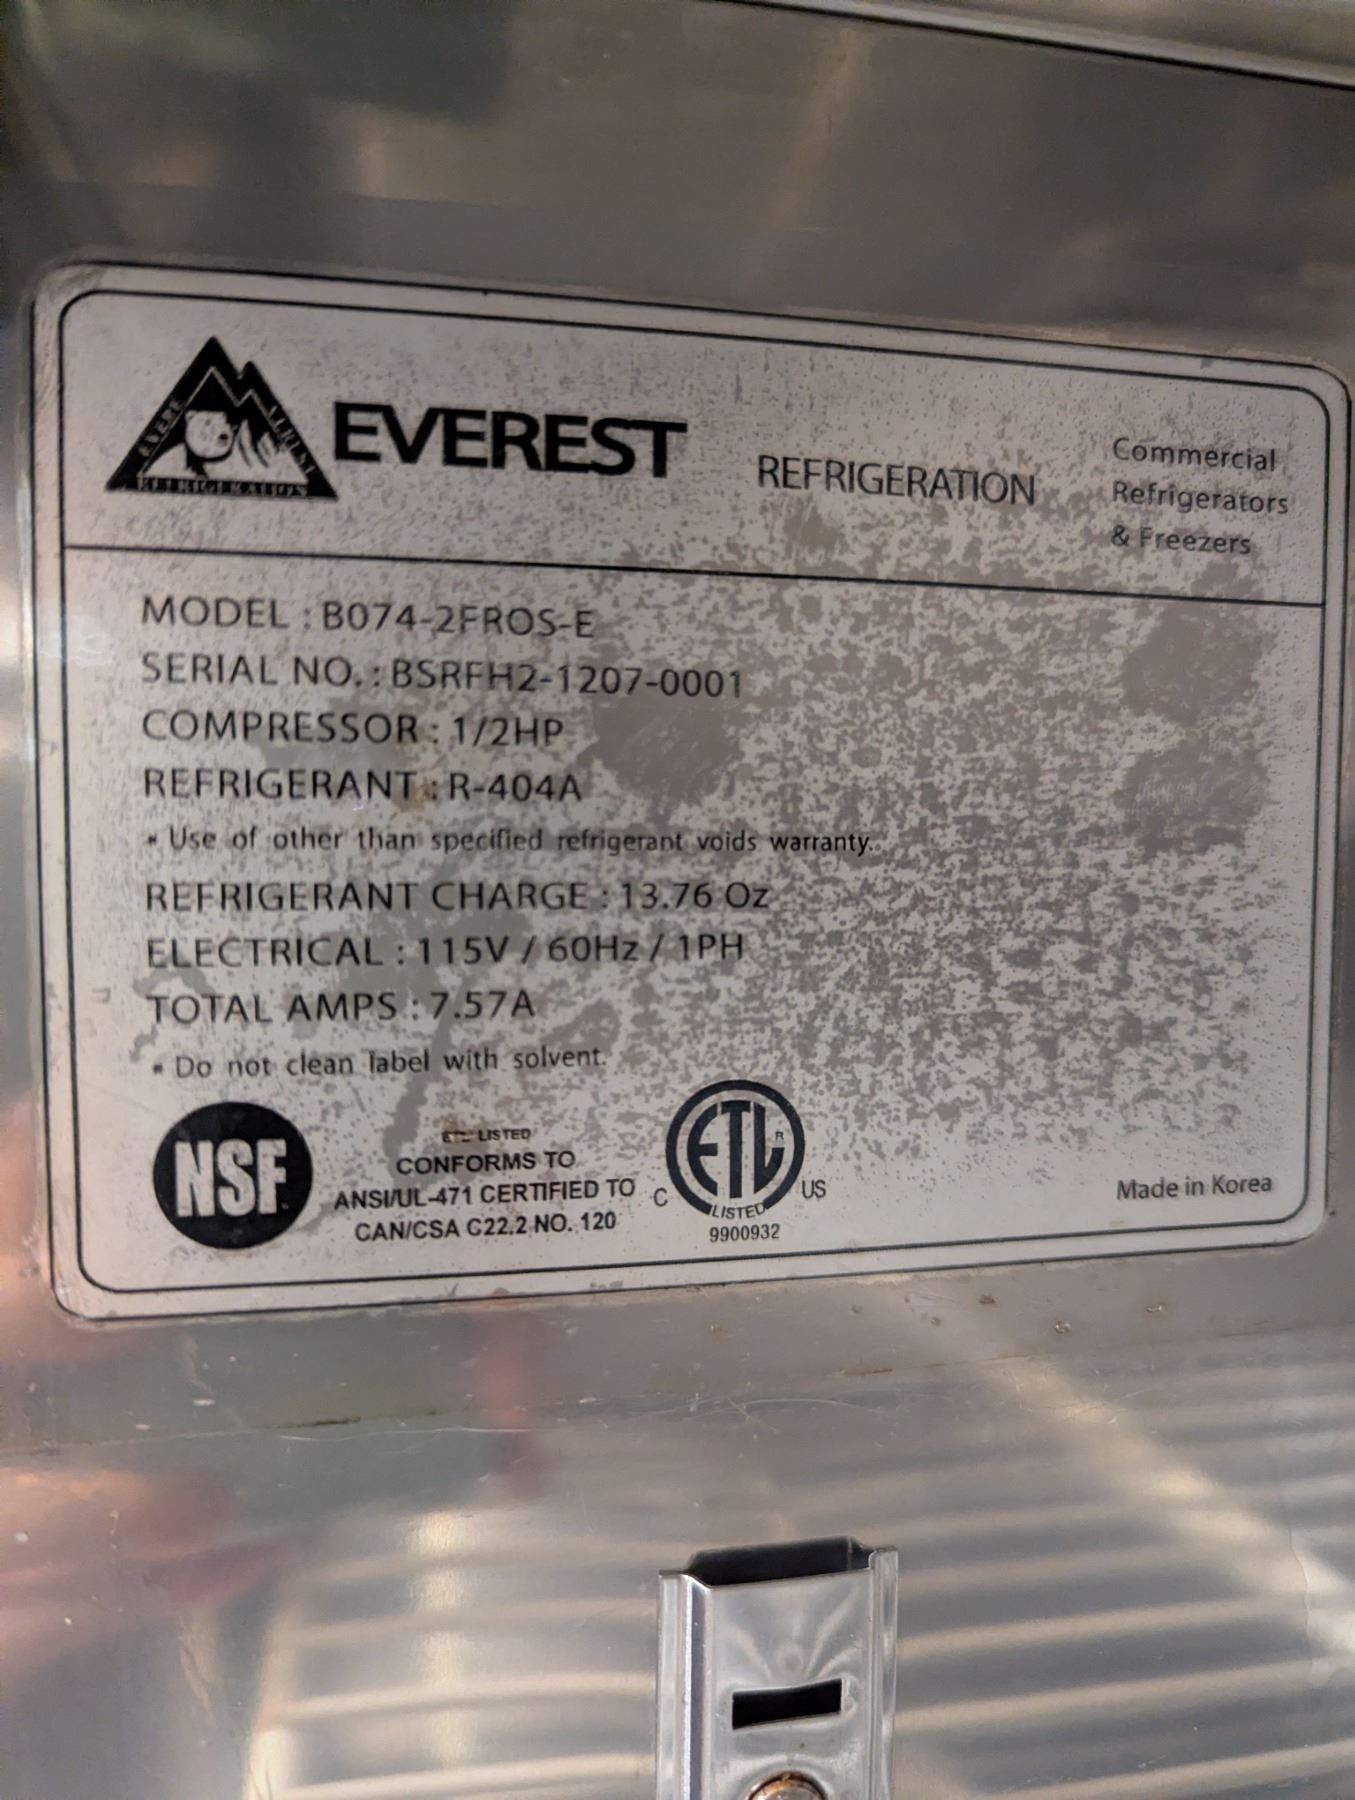 EVEREST
REFRIGERATION
EVEREST REFRIGERATION
Commercial
Refrigerators
& Freezers
MODEL : B074-2FROS-E
SERIAL NO. : BSRFH2-1207-0001
COMPRESSOR : 1/2HP
REFRIGERANT : R-404A
▪ Use of other than specified refrigerant voids warranty.
REFRIGERANT CHARGE : 13.76 Oz
ELECTRICAL : 115V / 60Hz / 1PH
TOTAL AMPS : 7.57A
▪ Do not clean label with solvent.
NSF
ETL LISTED
CONFORMS TO
ANSI/UL-471 CERTIFIED TO
CAN/CSA C22.2 NO. 120
C ETL R US
LISTED
9900932
Made in Korea